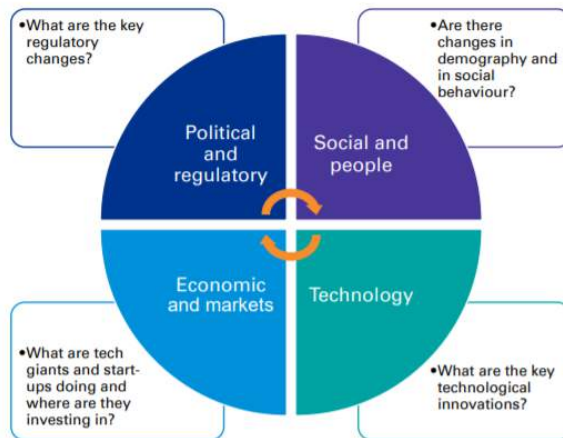 •What are the key
regulatory
changes?
•Are there
changes in
demography and
in social
behaviour?
Political
and
regulatory
Social and
people
Economic
and markets
Technology
•What are tech
giants and start-
ups doing and
where are they
investing in?
•What are the key
technological
innovations?